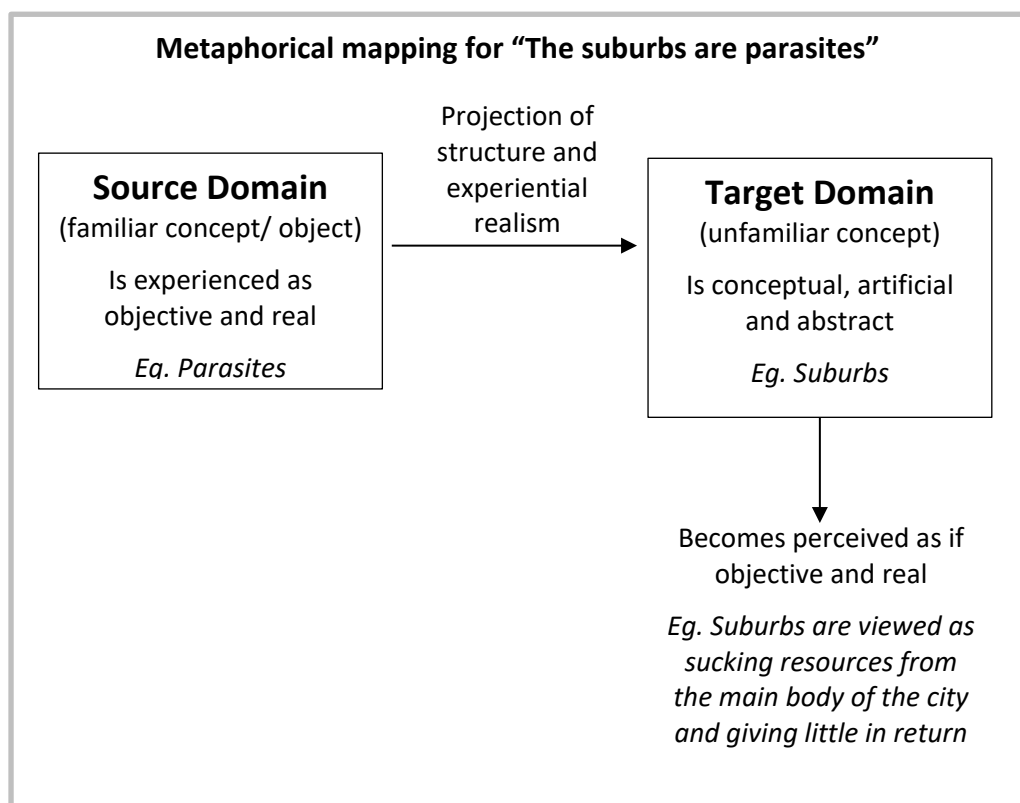 Metaphorical mapping for “The suburbs are parasites”
Projection of
structure and
experiential
realism
Source Domain
(familiar concept/ object)
Is experienced as
objective and real
Eg. Parasites
Target Domain
(unfamiliar concept)
Is conceptual, artificial
and abstract
Eg. Suburbs
Becomes perceived as if
objective and real
Eg. Suburbs are viewed as
sucking resources from
the main body of the city
and giving little in return